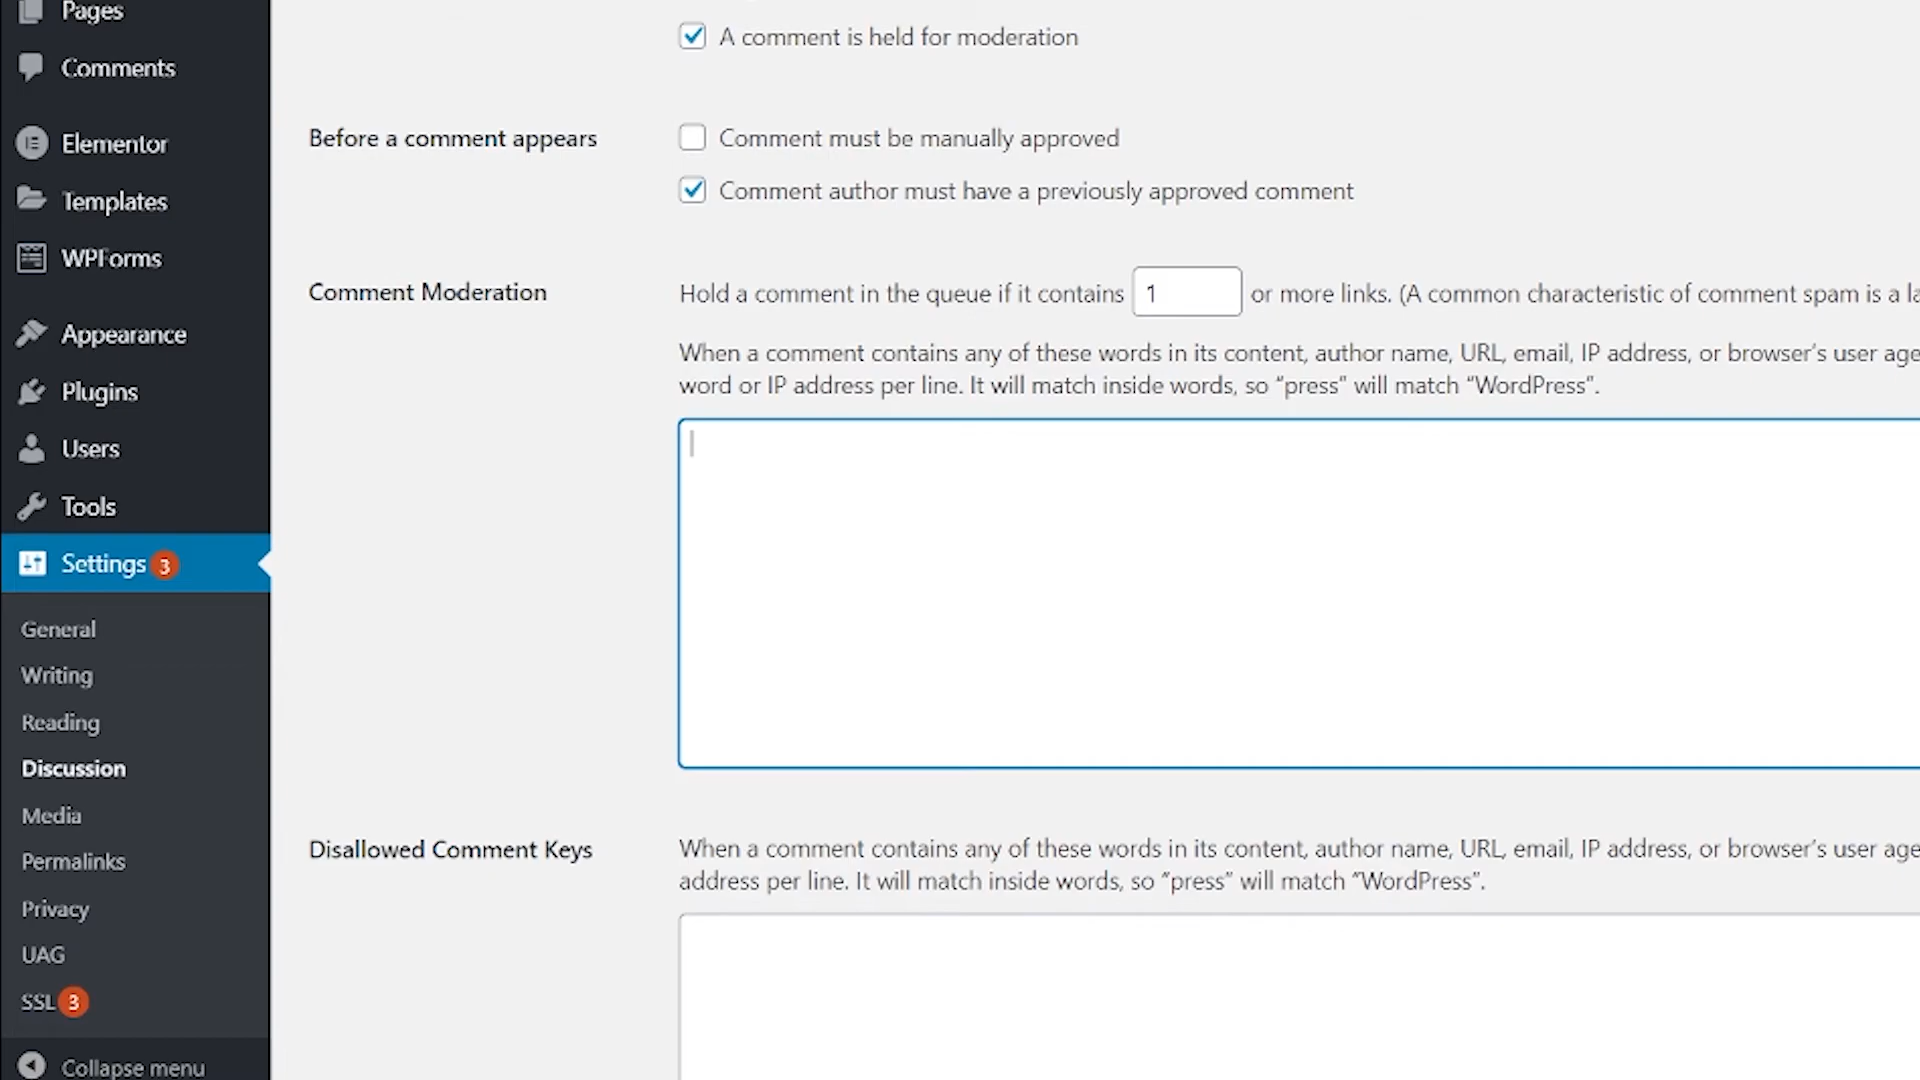 Pages
Comments
Elementor
Templates
WPForms
Appearance
Plugins
Users
Tools
Settings 3
General
Writing
Reading
Discussion
Media
Permalinks
Privacy
UAG
SSL 3
Collapse menu
A comment is held for moderation
Before a comment appears
Comment must be manually approved
Comment author must have a previously approved comment
Comment Moderation
Hold a comment in the queue if it contains 1 or more links. (A common characteristic of comment spam is a
When a comment contains any of these words in its content, author name, URL, email, IP address, or browser’s user
word or IP address per line. It will match inside words, so “press” will match “WordPress”.
Disallowed Comment Keys
When a comment contains any of these words in its content, author name, URL, email, IP address, or browser’s user
address per line. It will match inside words, so “press” will match “WordPress”.